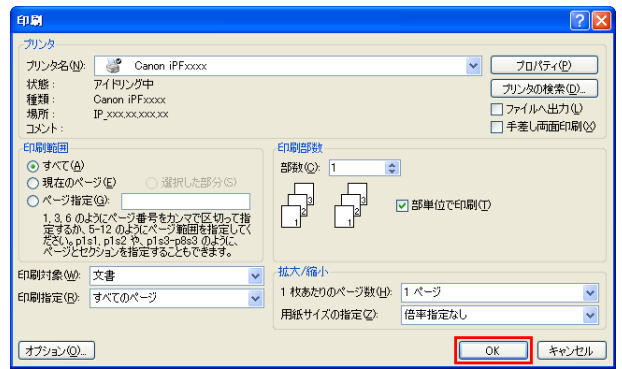 印刷
プリンタ
プリンタ名(N): Canon iPFxxxx プロパティ(P)
状態: アイドリング中 プリンタの検索(D)...
種類: Canon iPFxxxx
場所: IP_xxx,xx,xxx,xx ファイルへ出力(L)
コメント: 手差し両面印刷(X)
印刷範囲
すべて(A)
現在のページ(E) 選択した部分(S)
ページ指定(G):
1, 3, 6 のようにページ番号をカンマで区切って指
定するか、5-12 のようにページ範囲を指定してく
ださい。p1s1, p1s2 や、p1s3-p8s3 のように、
ページとセクションを指定することもできます。
印刷部数
部数(C): 1
1 2 3 1 2 3
部単位で印刷(T)
印刷対象(W): 文書
印刷指定(R): すべてのページ
拡大/縮小
1 枚あたりのページ数(H): 1 ページ
用紙サイズの指定(Z): 倍率指定なし
オプション(O)... OK キャンセル